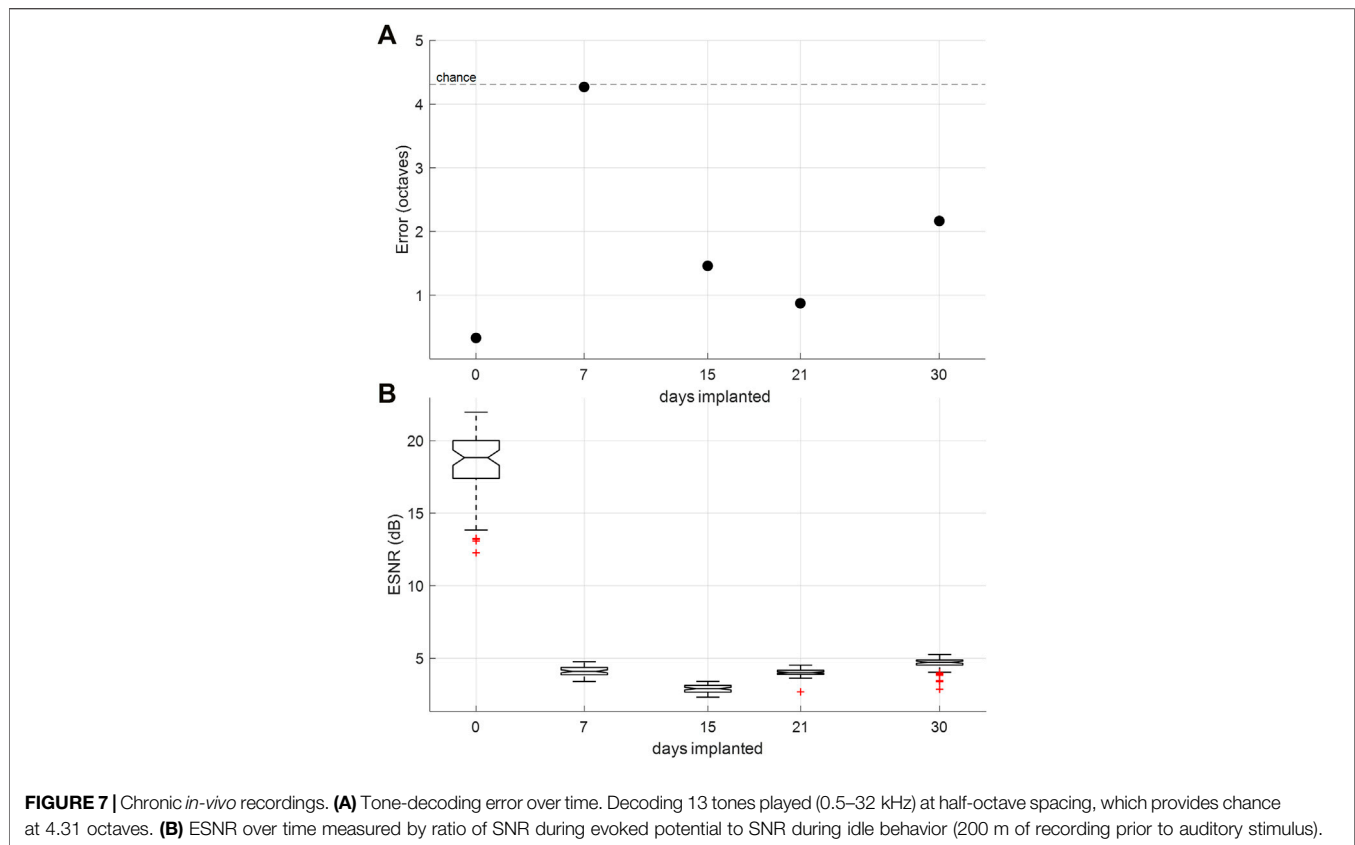 A
5
chance
4
3
2
1
Error (octaves)
0 7 15 21 30
days implanted
B
20
15
10
5
ESNR (dB)
0 7 15 21 30
days implanted
FIGURE 7 | Chronic in-vivo recordings. (A) Tone-decoding error over time. Decoding 13 tones played (0.5–32 kHz) at half-octave spacing, which provides chance
at 4.31 octaves. (B) ESNR over time measured by ratio of SNR during evoked potential to SNR during idle behavior (200 m of recording prior to auditory stimulus).